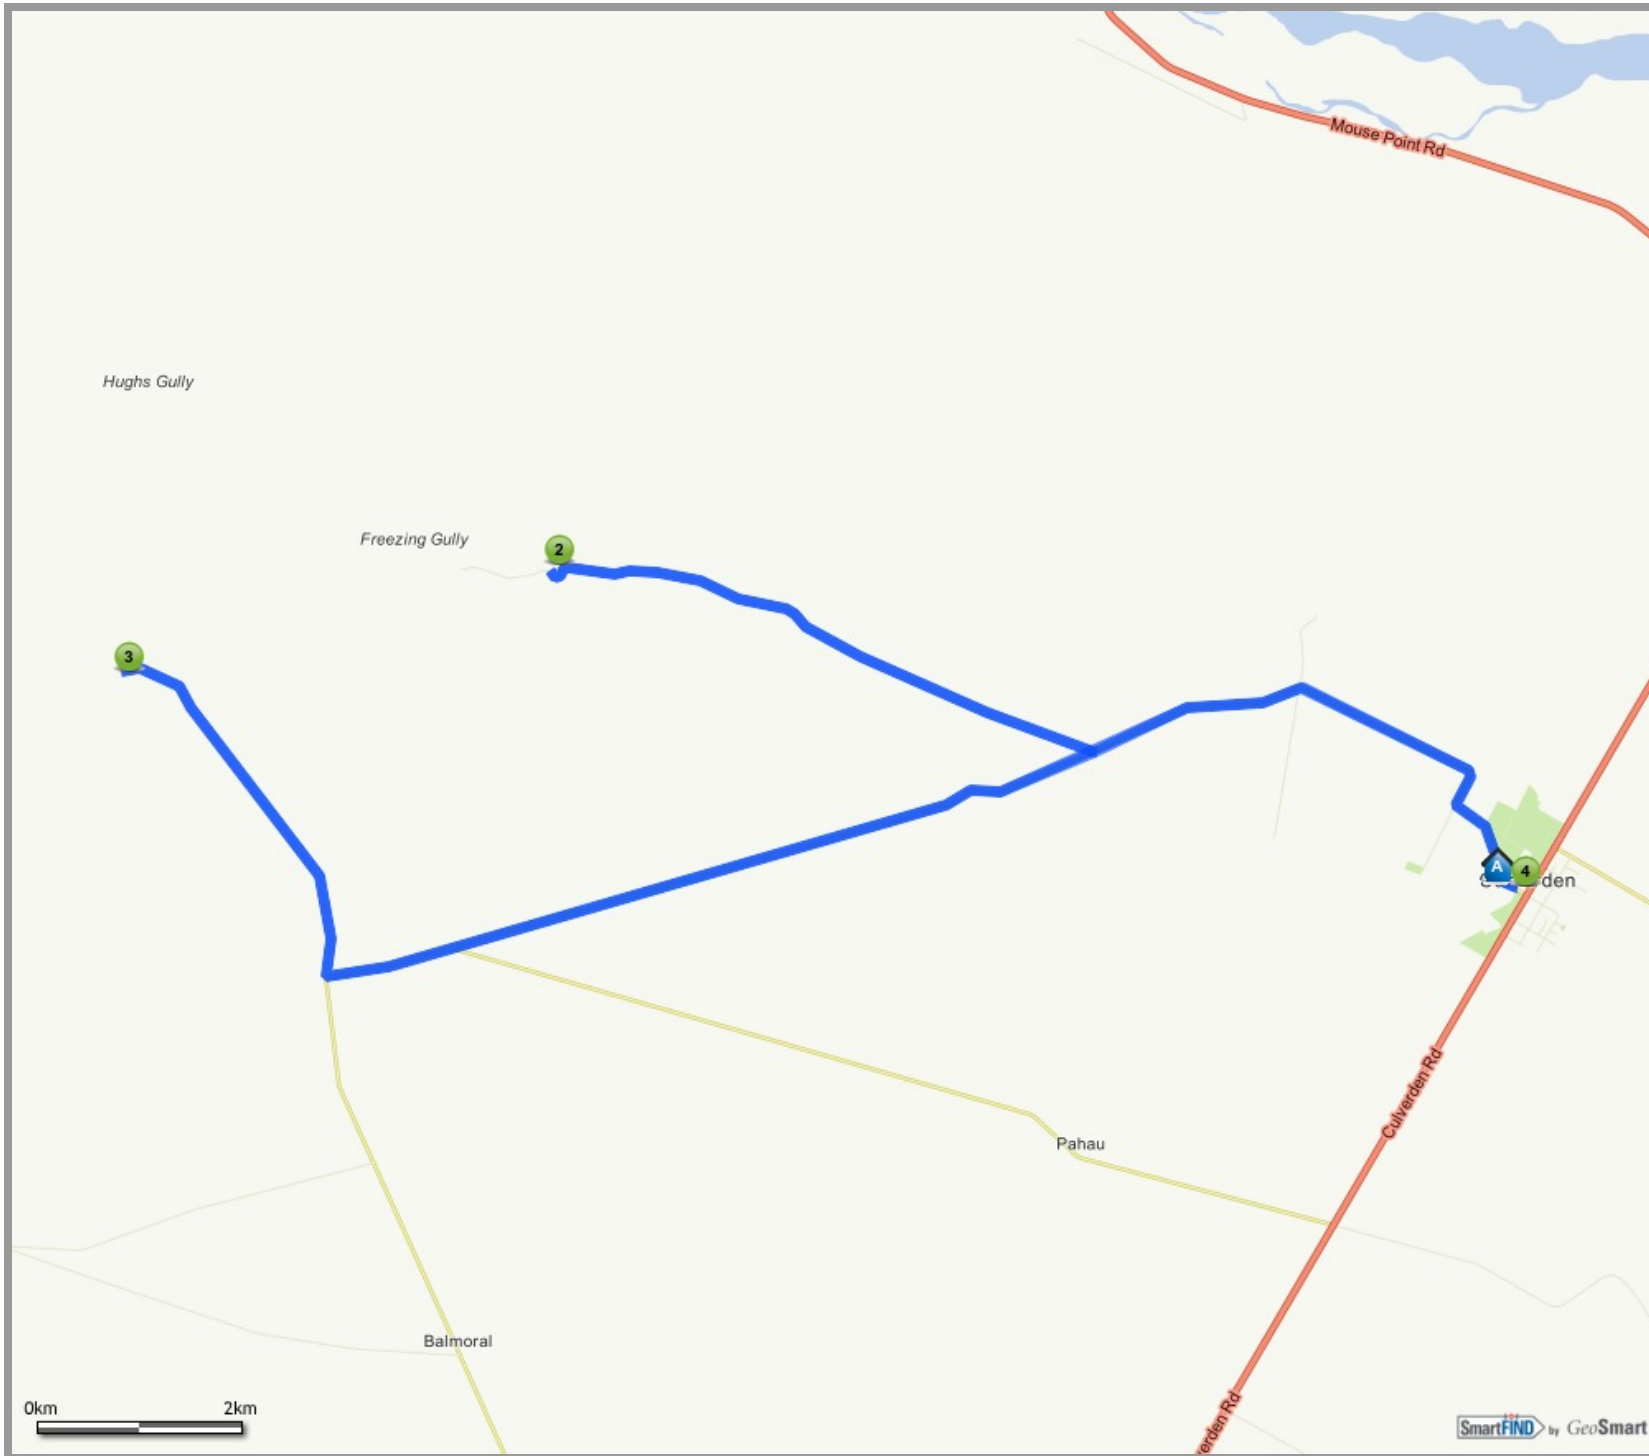 Mouse Point Rd
Hughs Gully
Freezing Gully
2
3
A
4
den
Culverden Rd
Pahau
Balmoral
0km 2km
verden Rd
SmartFIND by GeoSmart